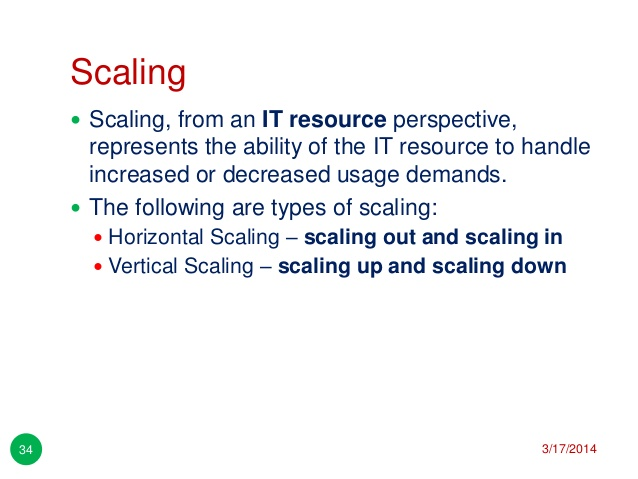 Scaling
• Scaling, from an IT resource perspective,
represents the ability of the IT resource to handle
increased or decreased usage demands.
• The following are types of scaling:
• Horizontal Scaling – scaling out and scaling in
• Vertical Scaling – scaling up and scaling down
34
3/17/2014